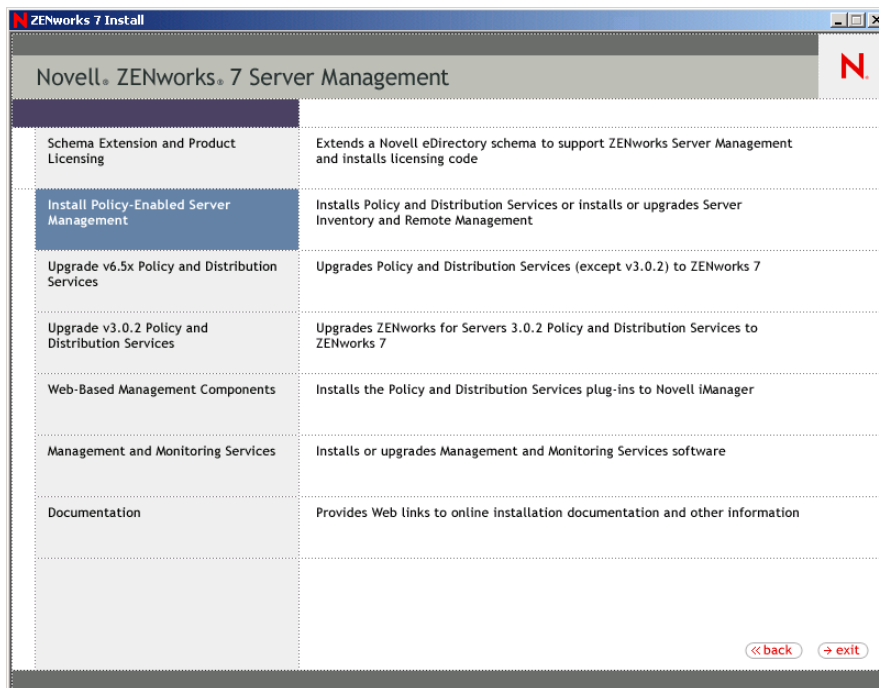 ZENworks 7 Install
Novell® ZENworks® 7 Server Management
N
Schema Extension and Product
Licensing
Extends a Novell eDirectory schema to support ZENworks Server Management
and installs licensing code
Install Policy-Enabled Server
Management
Installs Policy and Distribution Services or installs or upgrades Server
Inventory and Remote Management
Upgrade v6.5x Policy and Distribution
Services
Upgrades Policy and Distribution Services (except v3.0.2) to ZENworks 7
Upgrade v3.0.2 Policy and
Distribution Services
Upgrades ZENworks for Servers 3.0.2 Policy and Distribution Services to
ZENworks 7
Web-Based Management Components
Installs the Policy and Distribution Services plug-ins to Novell iManager
Management and Monitoring Services
Installs or upgrades Management and Monitoring Services software
Documentation
Provides Web links to online installation documentation and other information
back
exit